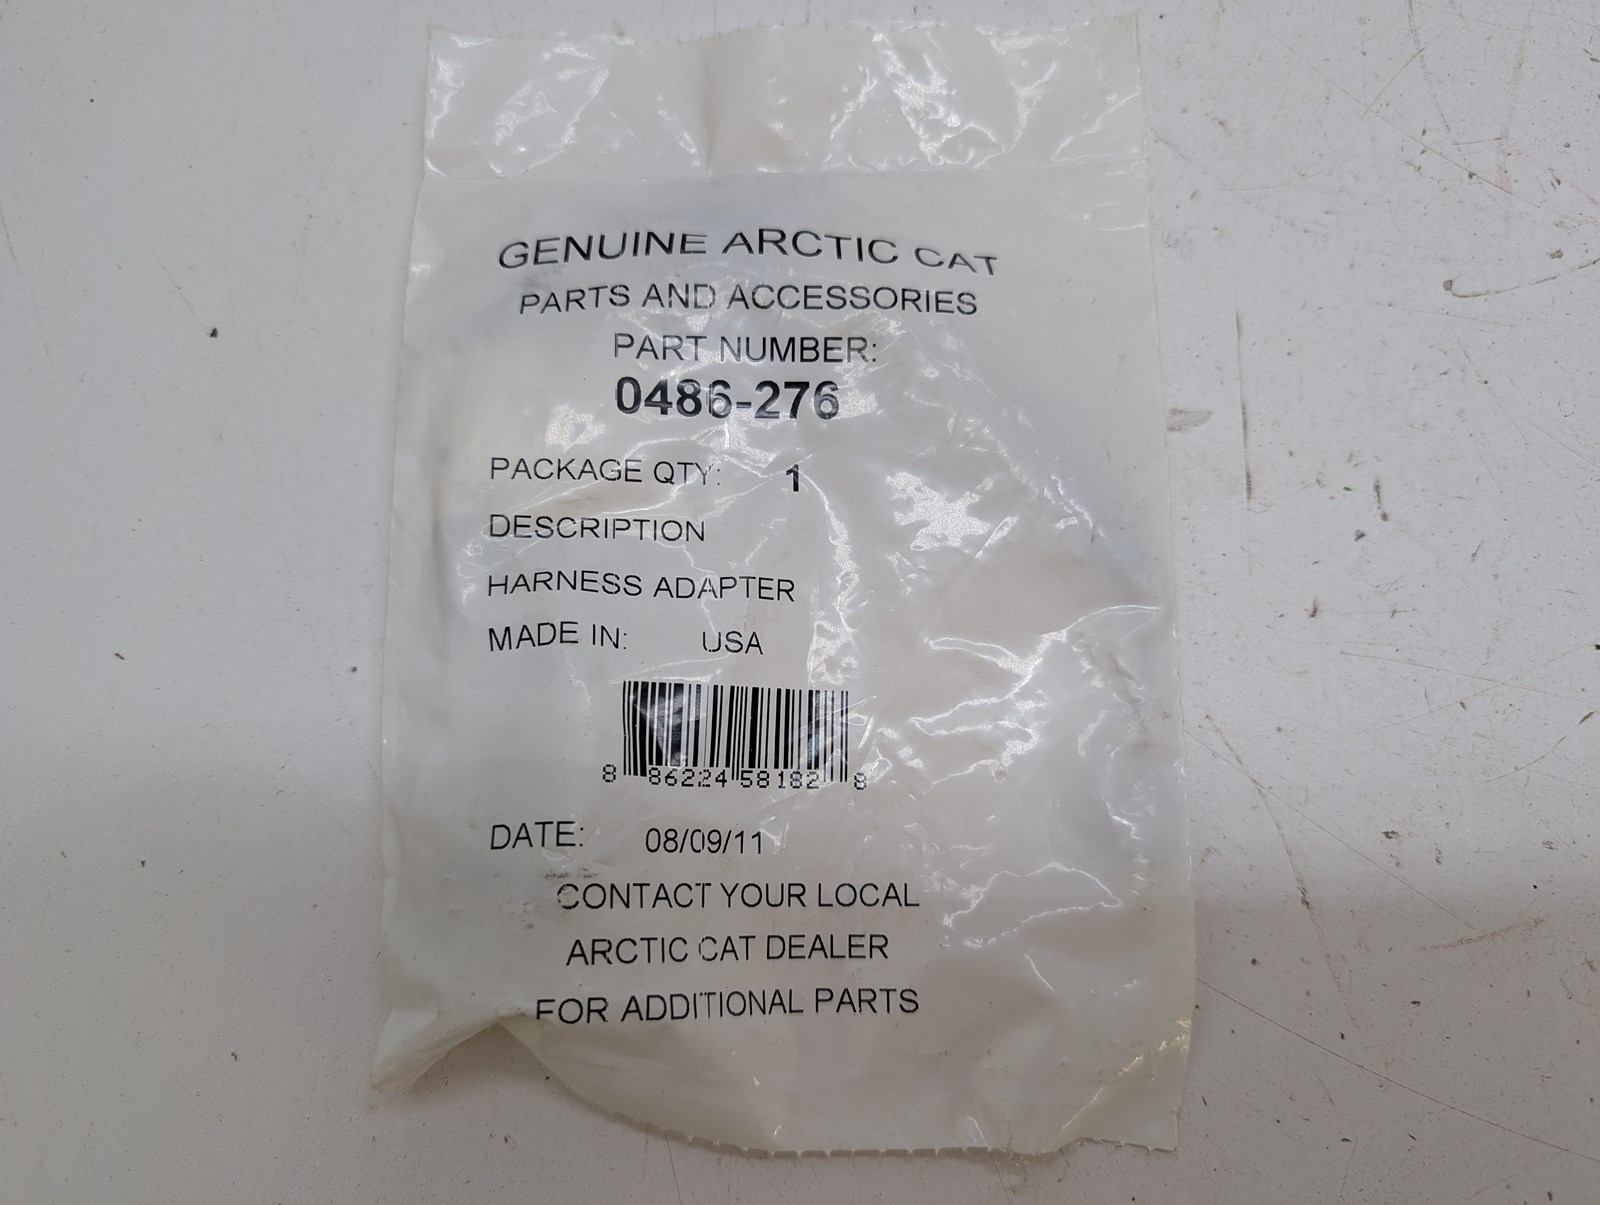 GENUINE ARCTIC CAT
PARTS AND ACCESSORIES
PART NUMBER:
0486-276
PACKAGE QTY: 1
DESCRIPTION
HARNESS ADAPTER
MADE IN: USA
8 86224 58182 8
DATE: 08/09/11
CONTACT YOUR LOCAL
ARCTIC CAT DEALER
FOR ADDITIONAL PARTS